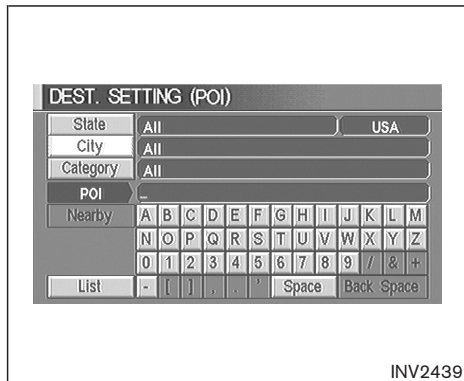 DEST. SETTING (POI)
State All USA
City All
Category All
POI _
Nearby A B C D E F G H I J K L M
N O P Q R S T U V W X Y Z
0 1 2 3 4 5 6 7 8 9 / & +
List - [ ] , . ' Space Back Space
INV2439